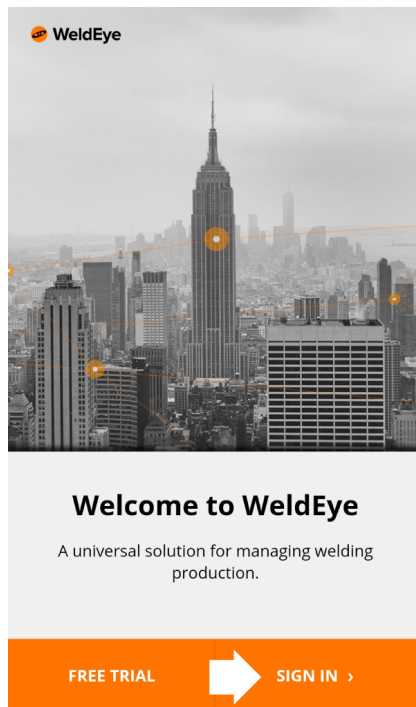 WeldEye
Welcome to WeldEye
A universal solution for managing welding
production.
FREE TRIAL
SIGN IN ›